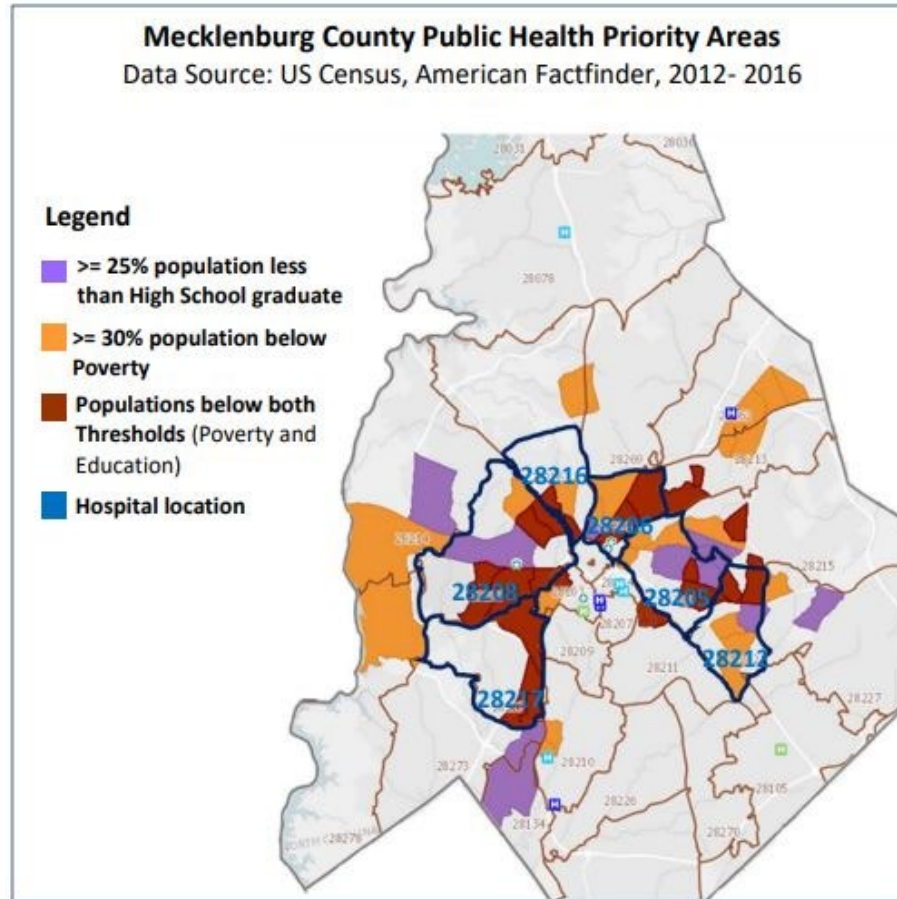 Mecklenburg County Public Health Priority Areas
Data Source: US Census, American Factfinder, 2012- 2016
28031
28036
Legend
>= 25% population less
than High School graduate
>= 30% population below
Poverty
Populations below both
Thresholds (Poverty and
Education)
Hospital location
H
28078
H
28213
28269
28216
28206
28214
28215
28208
28205
H
H
28207
28209
28211
28212
28217
28227
H
28210
H
28273
28105
H
28226
28134
28270
28278